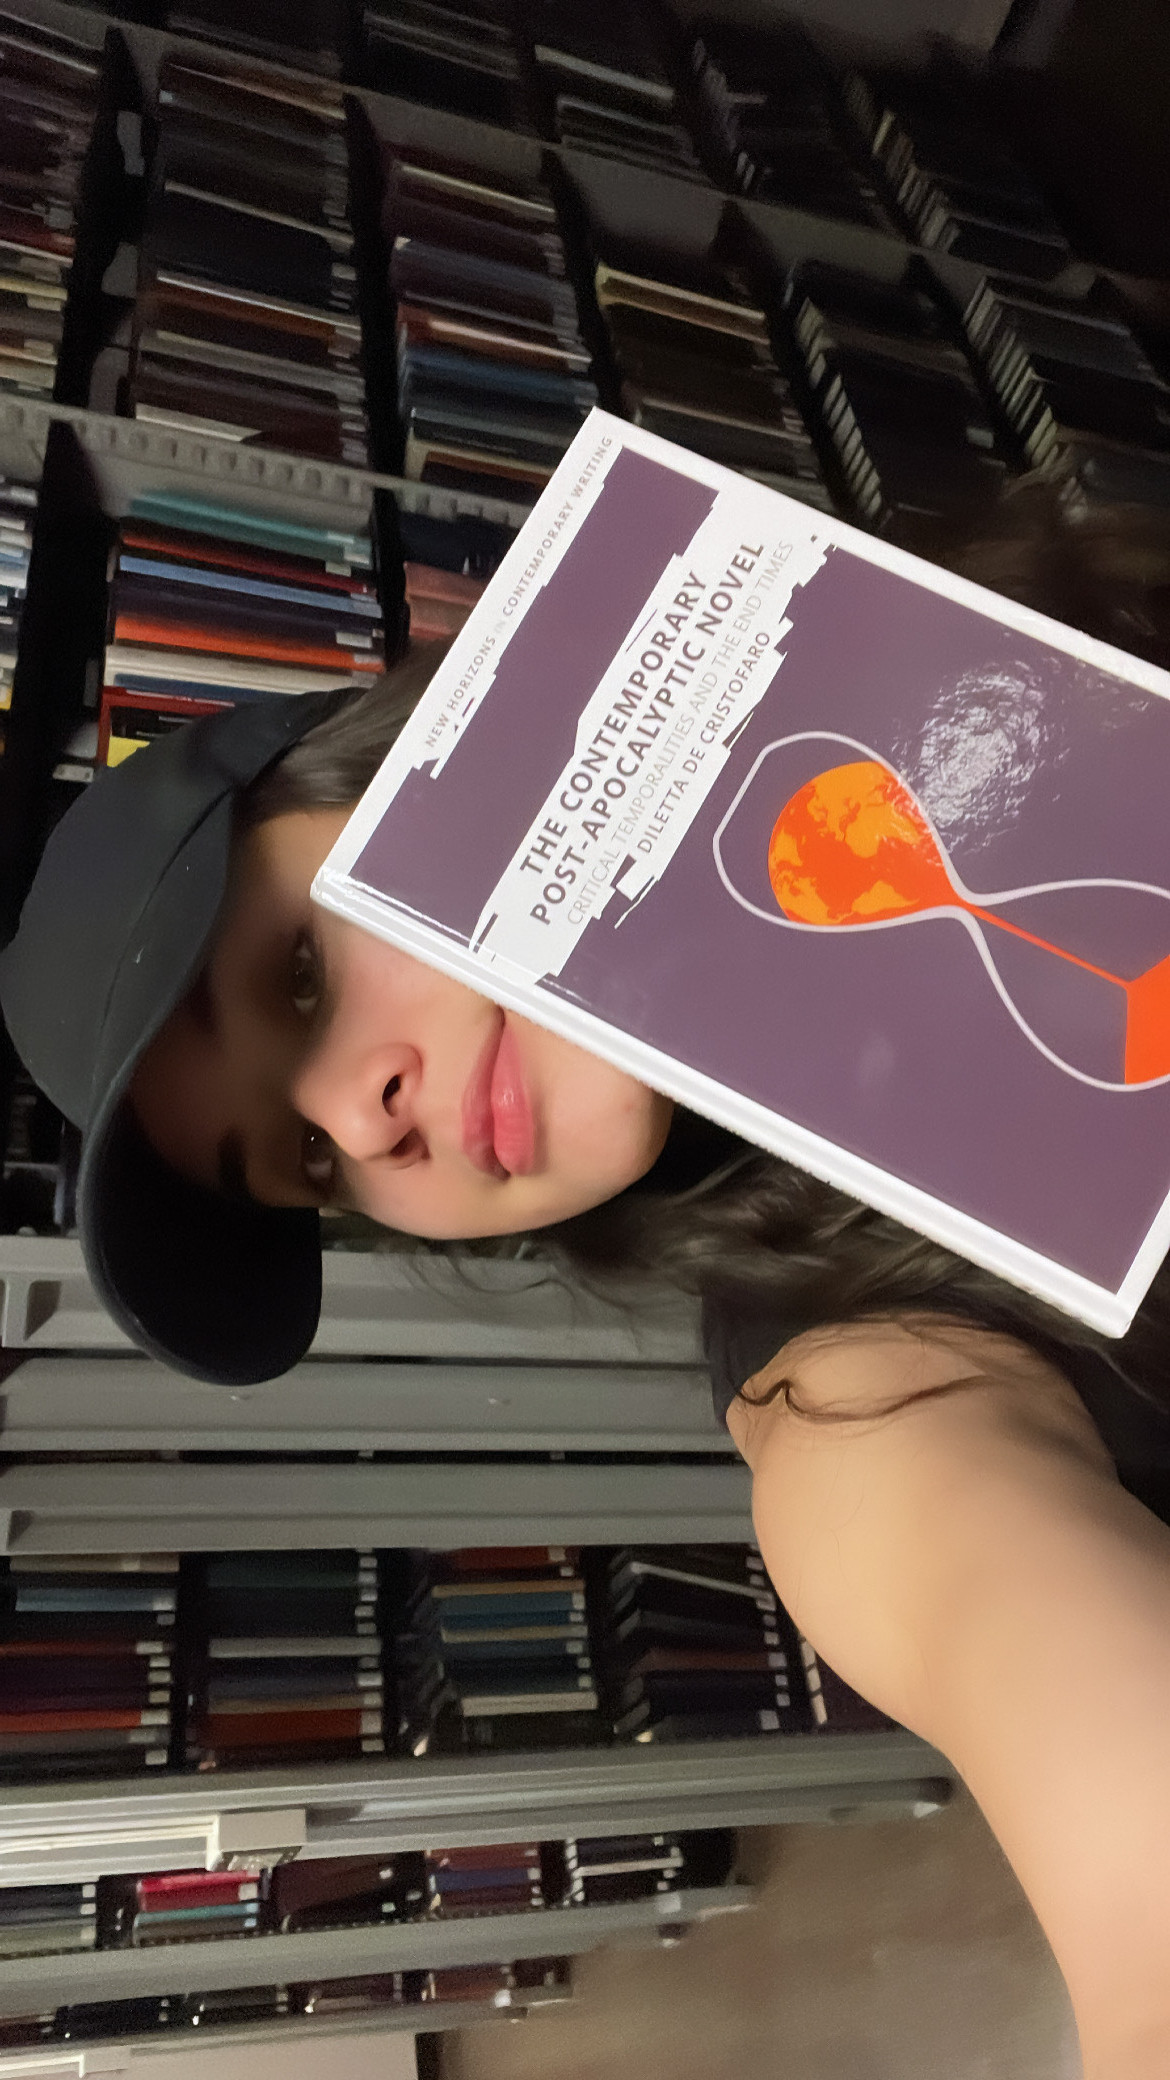 NEW HORIZONS IN CONTEMPORARY WRITING
THE CONTEMPORARY
POST-APOCALYPTIC NOVEL
CRITICAL TEMPORALITIES AND THE END TIMES
DILETTA DE CRISTOFARO